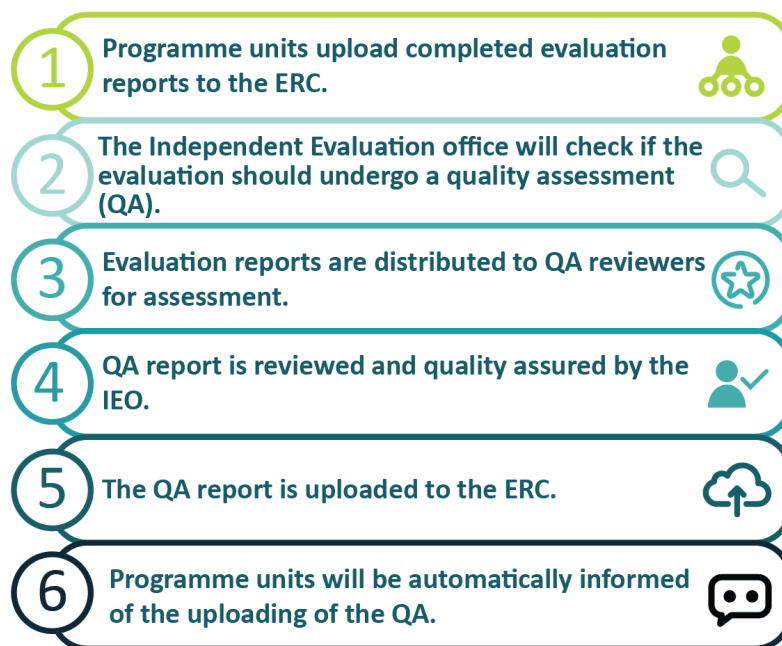 1
Programme units upload completed evaluation
reports to the ERC.
2
The Independent Evaluation office will check if the
evaluation should undergo a quality assessment
(QA).
3
Evaluation reports are distributed to QA reviewers
for assessment.
4
QA report is reviewed and quality assured by the
IEO.
5
The QA report is uploaded to the ERC.
6
Programme units will be automatically informed
of the uploading of the QA.